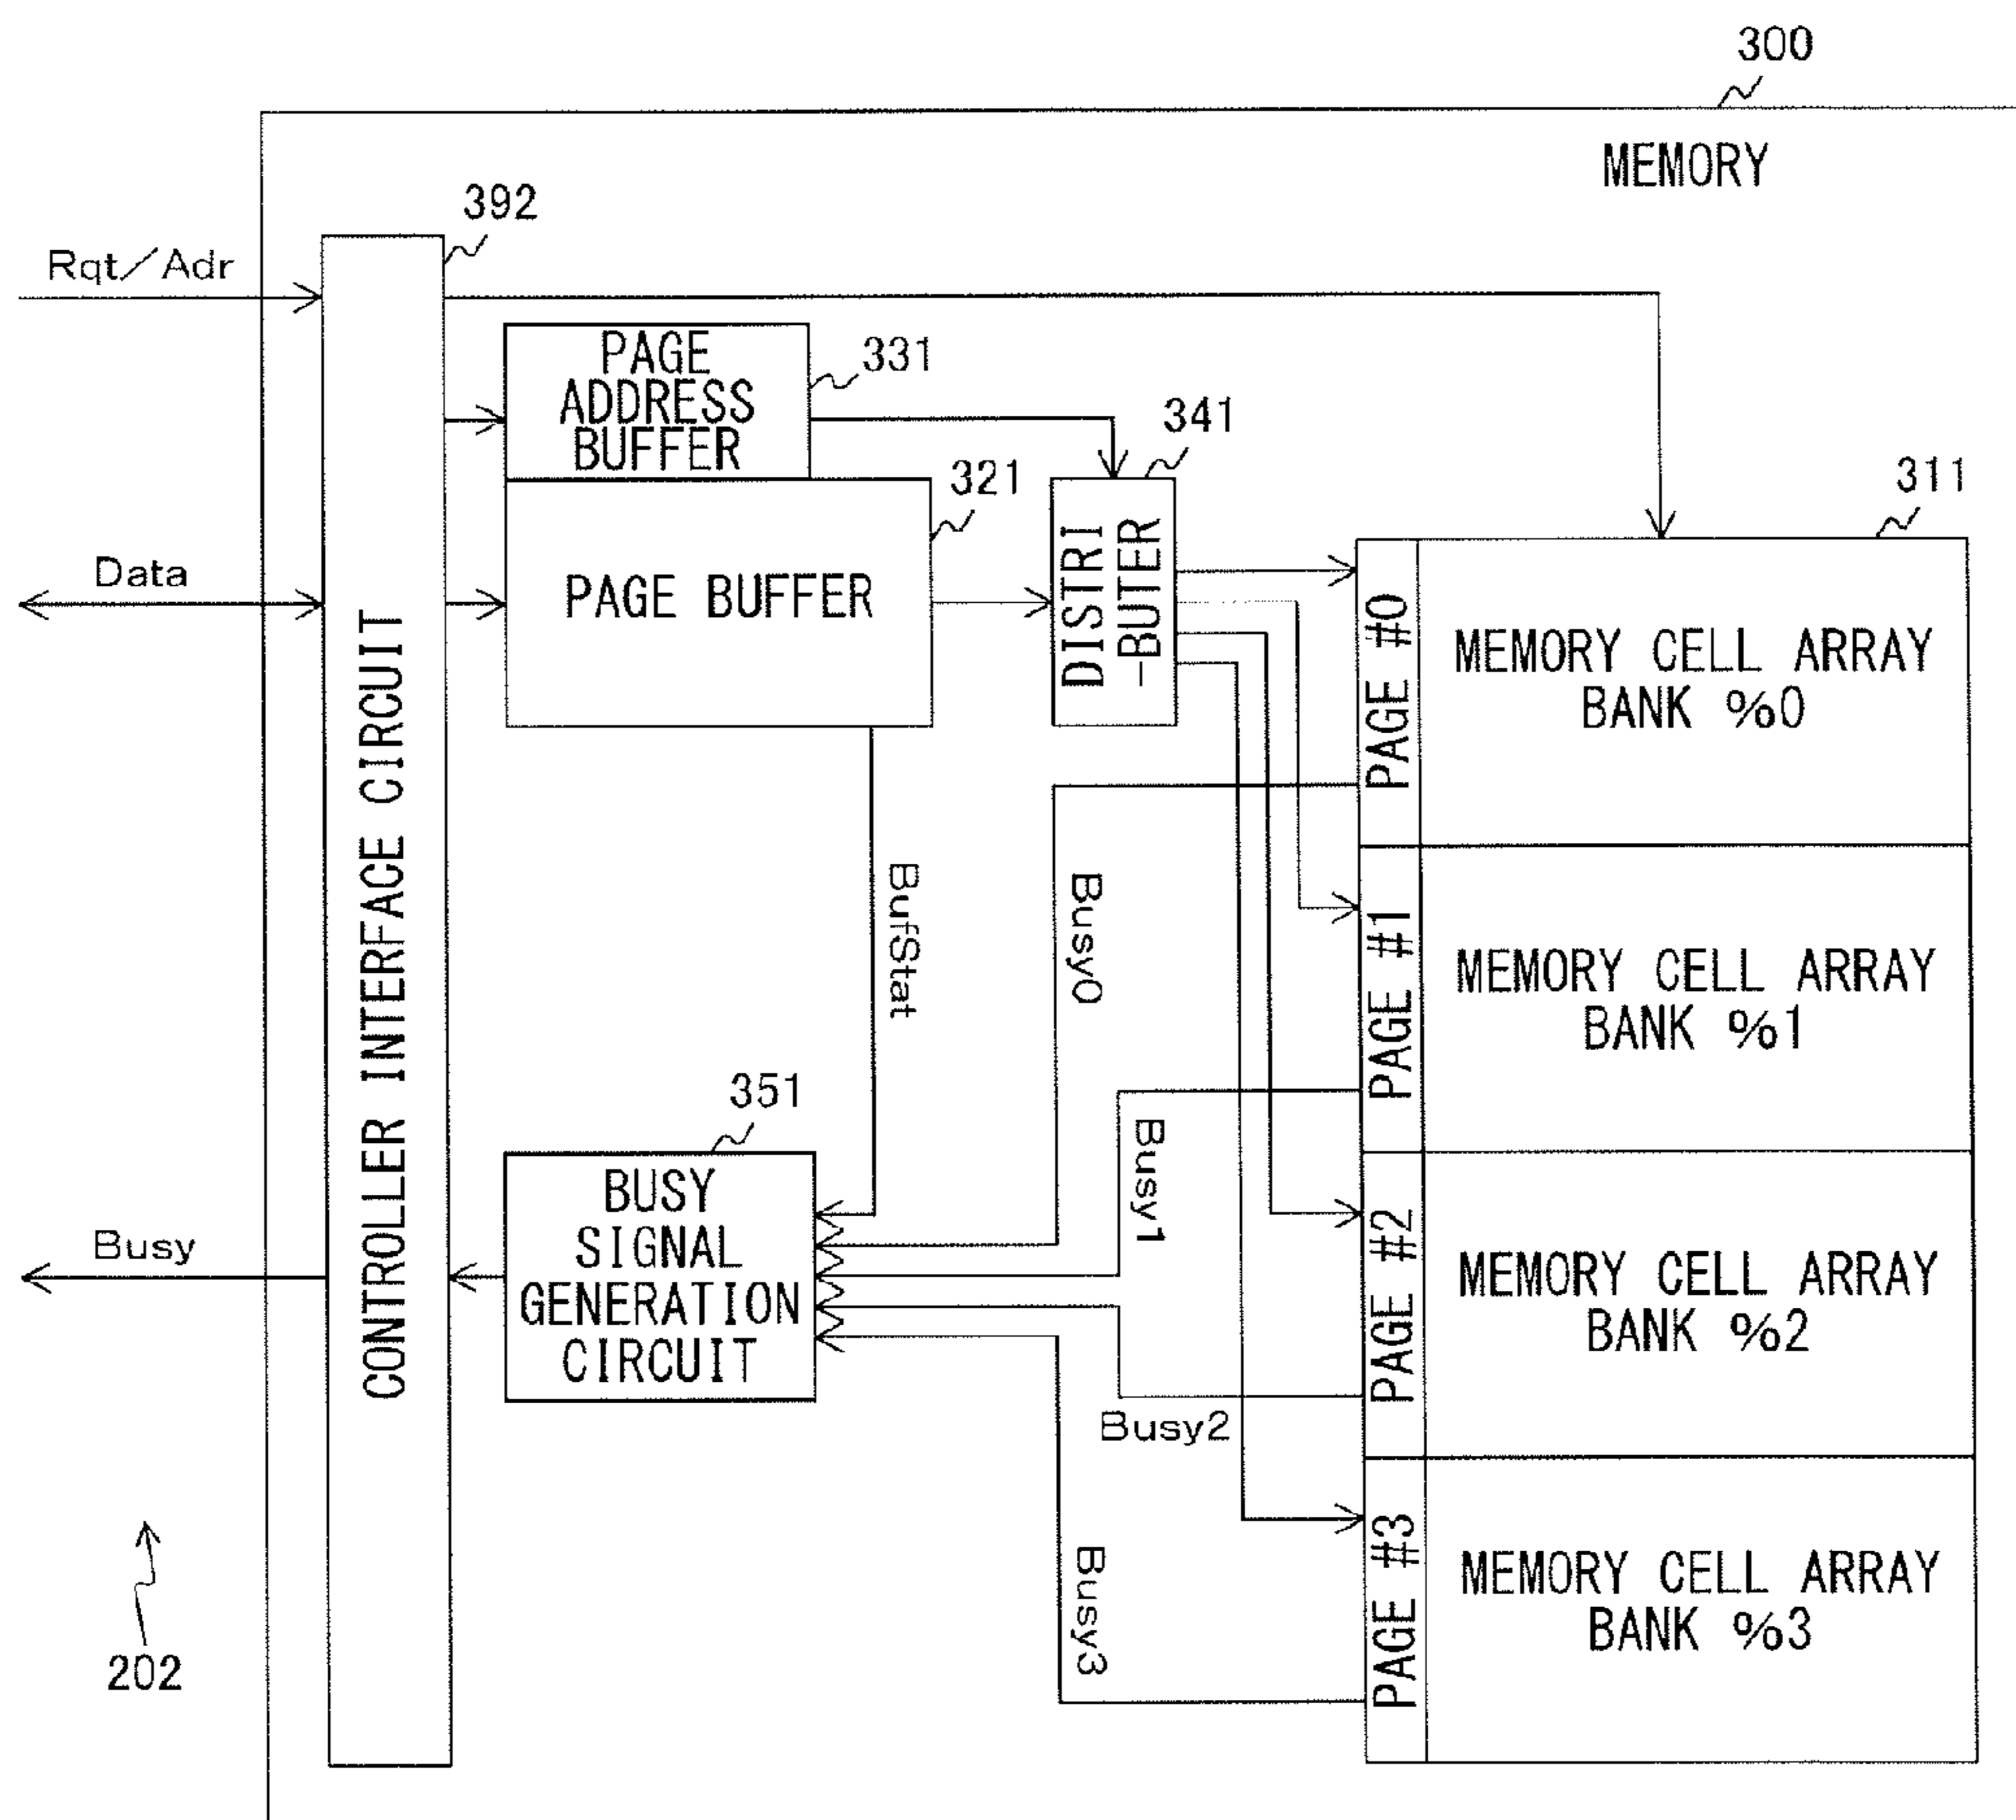 300
MEMORY
392
Rqt/Adr
PAGE
ADDRESS
BUFFER
331
341
321
311
Data
PAGE BUFFER
DISTRI
-BUTER
CONTROLLER INTERFACE CIRCUIT
PAGE #0
MEMORY CELL ARRAY
BANK %0
BufStat
Busy0
PAGE #1
MEMORY CELL ARRAY
BANK %1
351
Busy1
BUSY
SIGNAL
GENERATION
CIRCUIT
Busy
PAGE #2
MEMORY CELL ARRAY
BANK %2
Busy2
Busy3
PAGE #3
MEMORY CELL ARRAY
BANK %3
202